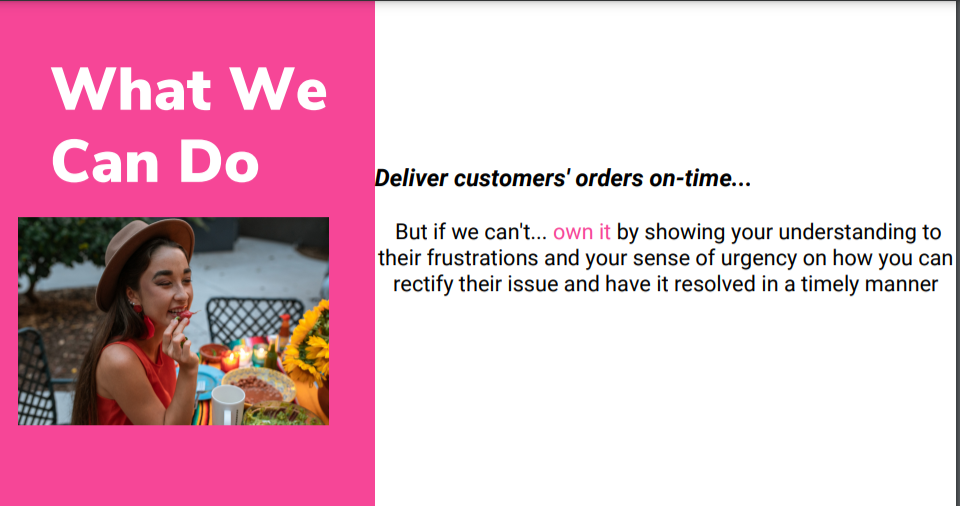 What We
Can Do
Deliver customers' orders on-time...
But if we can't... own it by showing your understanding to
their frustrations and your sense of urgency on how you can
rectify their issue and have it resolved in a timely manner